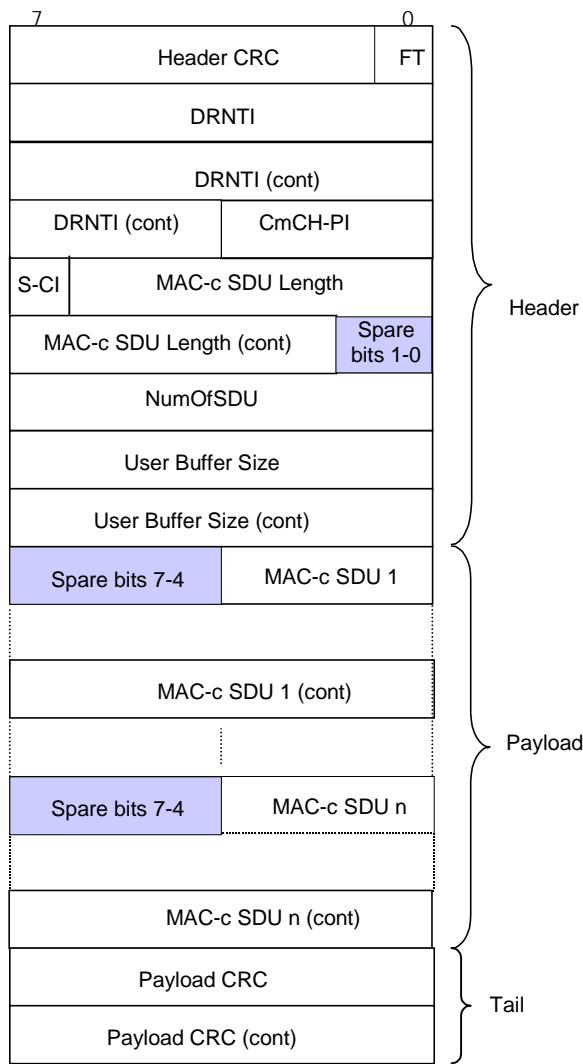 7 0
Header CRC FT
DRNTI
DRNTI (cont)
DRNTI (cont) CmCH-PI
S-CI MAC-c SDU Length
Header
MAC-c SDU Length (cont) Spare
bits 1-0
NumOfSDU
User Buffer Size
User Buffer Size (cont)
Spare bits 7-4 MAC-c SDU 1
MAC-c SDU 1 (cont)
Payload
Spare bits 7-4 MAC-c SDU n
MAC-c SDU n (cont)
Payload CRC
Tail
Payload CRC (cont)